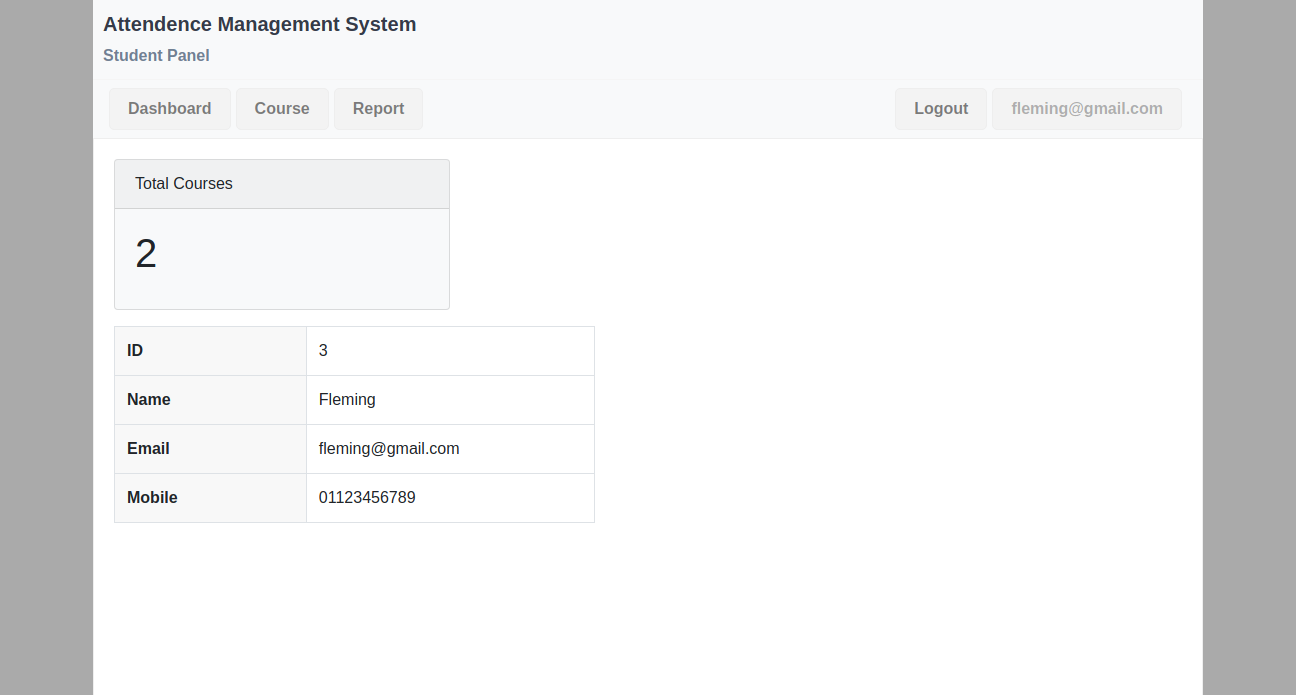 Attendence Management System
Student Panel
Dashboard Course Report Logout fleming@gmail.com
Total Courses
2
ID 3
Name Fleming
Email fleming@gmail.com
Mobile 01123456789